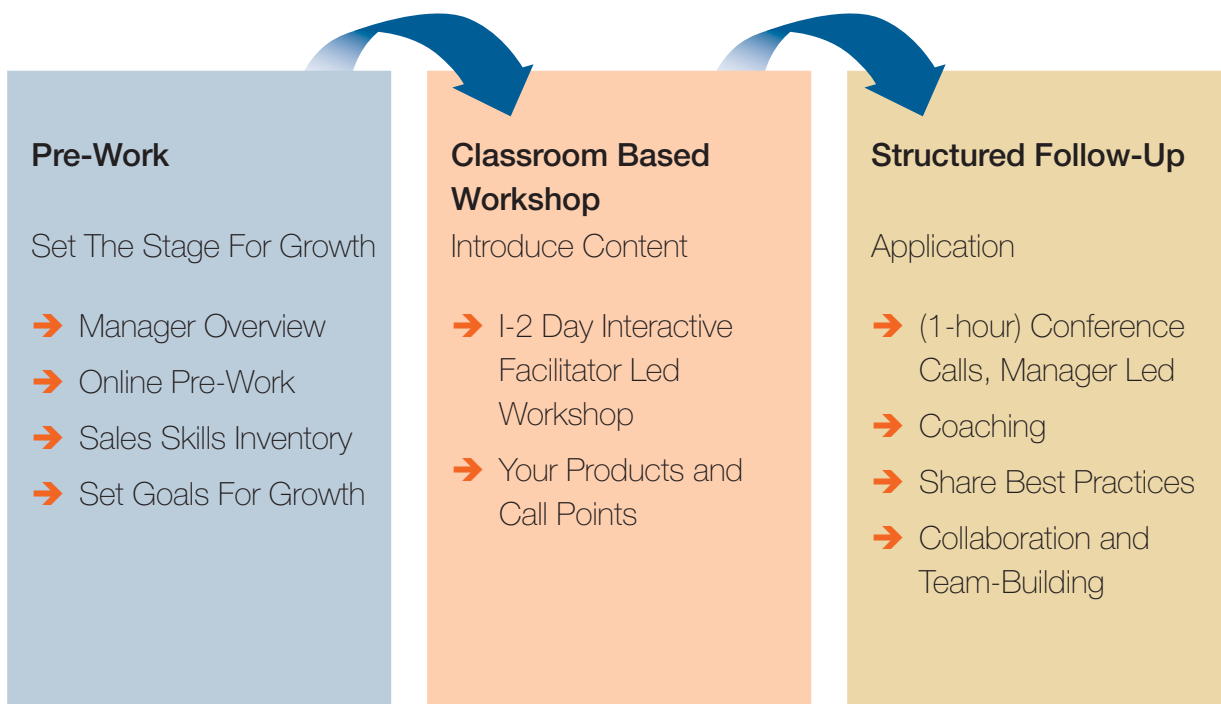 Pre-Work
Set The Stage For Growth
Manager Overview
Online Pre-Work
Sales Skills Inventory
Set Goals For Growth
Classroom Based
Workshop
Introduce Content
I-2 Day Interactive
Facilitator Led
Workshop
Your Products and
Call Points
Structured Follow-Up
Application
(1-hour) Conference
Calls, Manager Led
Coaching
Share Best Practices
Collaboration and
Team-Building